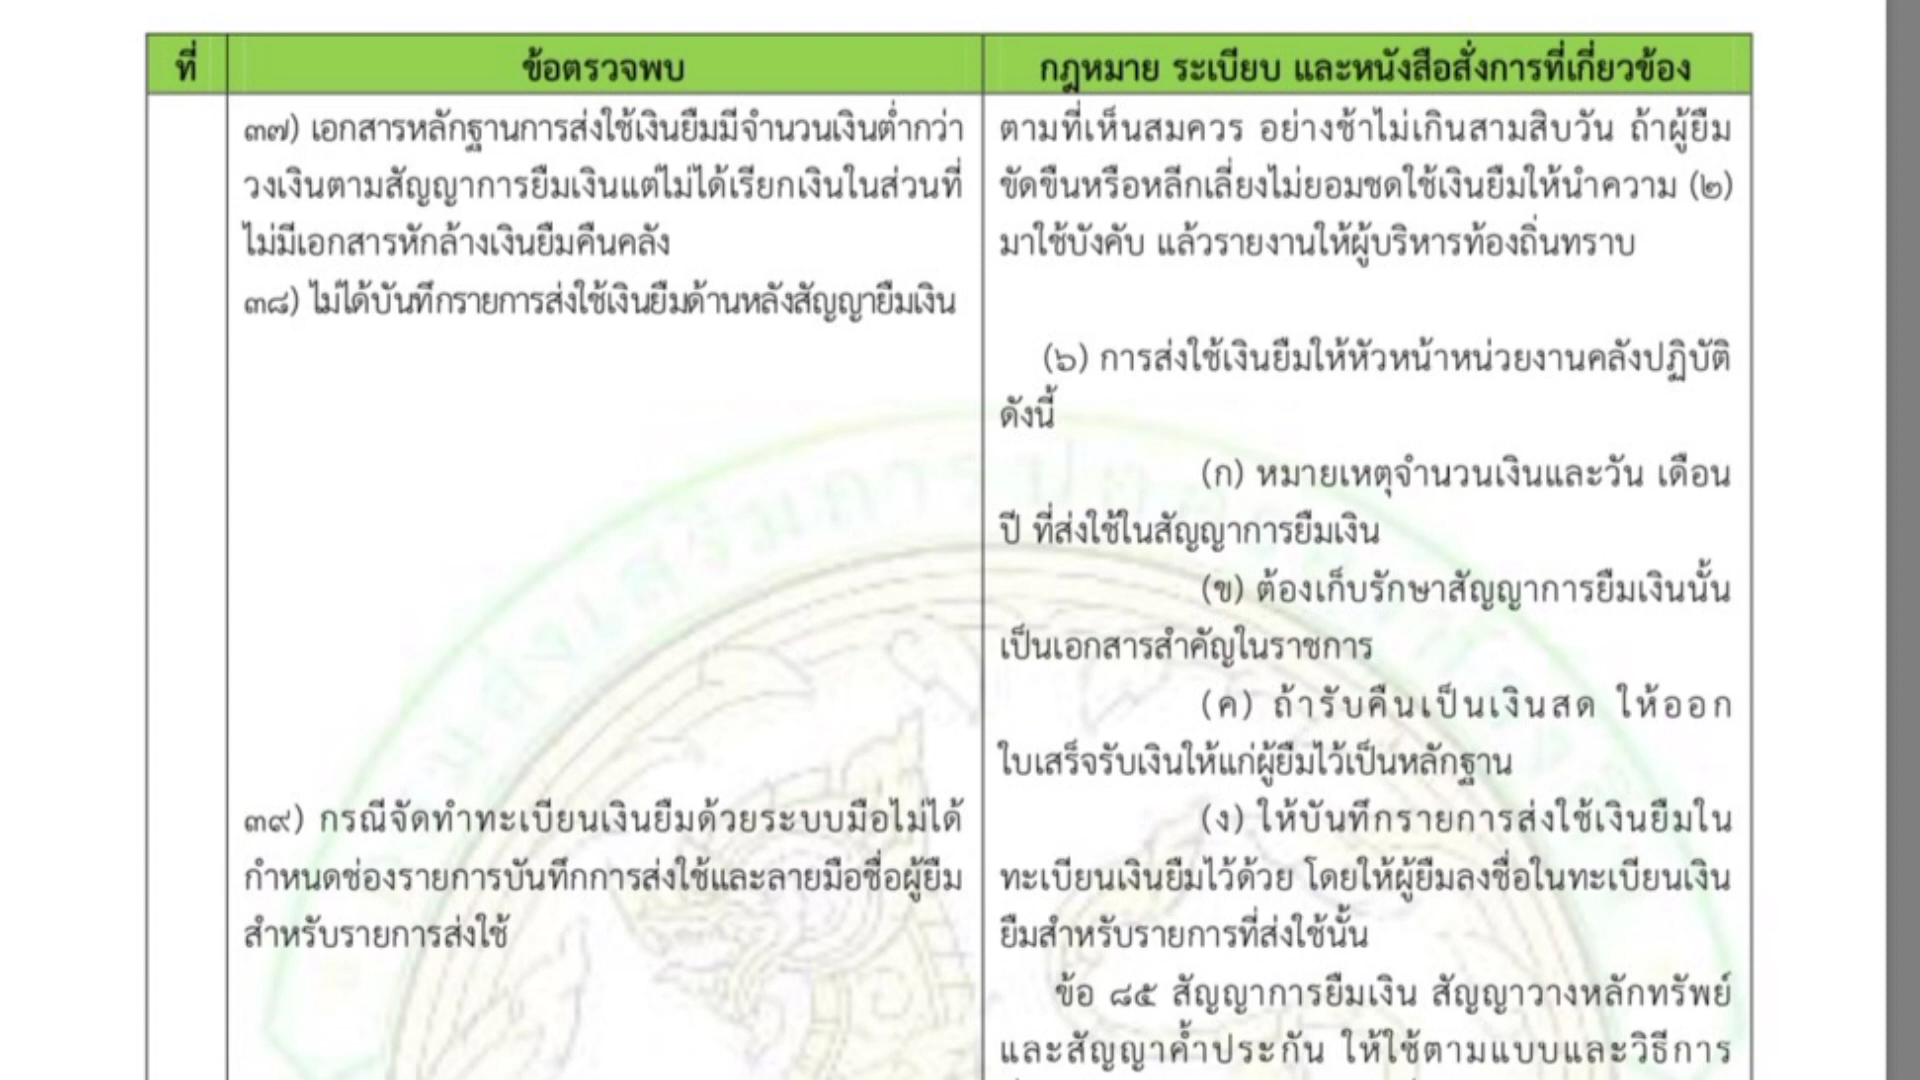 ที่
ข้อตรวจพบ
กฎหมาย ระเบียบ และหนังสือสั่งการที่เกี่ยวข้อง
๓๗) เอกสารหลักฐานการส่งใช้เงินยืมมีจำนวนเงินต่ำกว่า
วงเงินตามสัญญาการยืมเงินแต่ไม่ได้เรียกเงินในส่วนที่
ไม่มีเอกสารหักล้างเงินยืมคืนคลัง
๓๘) ไม่ได้บันทึกรายการส่งใช้เงินยืมด้านหลังสัญญายืมเงิน
๓๙) กรณีจัดทำทะเบียนเงินยืมด้วยระบบมือไม่ได้
กำหนดช่องรายการบันทึกการส่งใช้และลายมือชื่อผู้ยืม
สำหรับรายการส่งใช้
ตามที่เห็นสมควร อย่างช้าไม่เกินสามสิบวัน ถ้าผู้ยืม
ขัดขืนหรือหลีกเลี่ยงไม่ยอมชดใช้เงินยืมให้นำความ (๒)
มาใช้บังคับ แล้วรายงานให้ผู้บริหารท้องถิ่นทราบ
(๖) การส่งใช้เงินยืมให้หัวหน้าหน่วยงานคลังปฏิบัติ
ดังนี้
(ก) หมายเหตุจำนวนเงินและวัน เดือน
ปี ที่ส่งใช้ในสัญญาการยืมเงิน
(ข) ต้องเก็บรักษาสัญญาการยืมเงินนั้น
เป็นเอกสารสำคัญในราชการ
(ค) ถ้ารับคืนเป็นเงินสด ให้ออก
ใบเสร็จรับเงินให้แก่ผู้ยืมไว้เป็นหลักฐาน
(ง) ให้บันทึกรายการส่งใช้เงินยืมใน
ทะเบียนเงินยืมไว้ด้วย โดยให้ผู้ยืมลงชื่อในทะเบียนเงิน
ยืมสำหรับรายการที่ส่งใช้นั้น
ข้อ ๘๕ สัญญาการยืมเงิน สัญญาวางหลักทรัพย์
และสัญญาค้ำประกัน ให้ใช้ตามแบบและวิธีการ